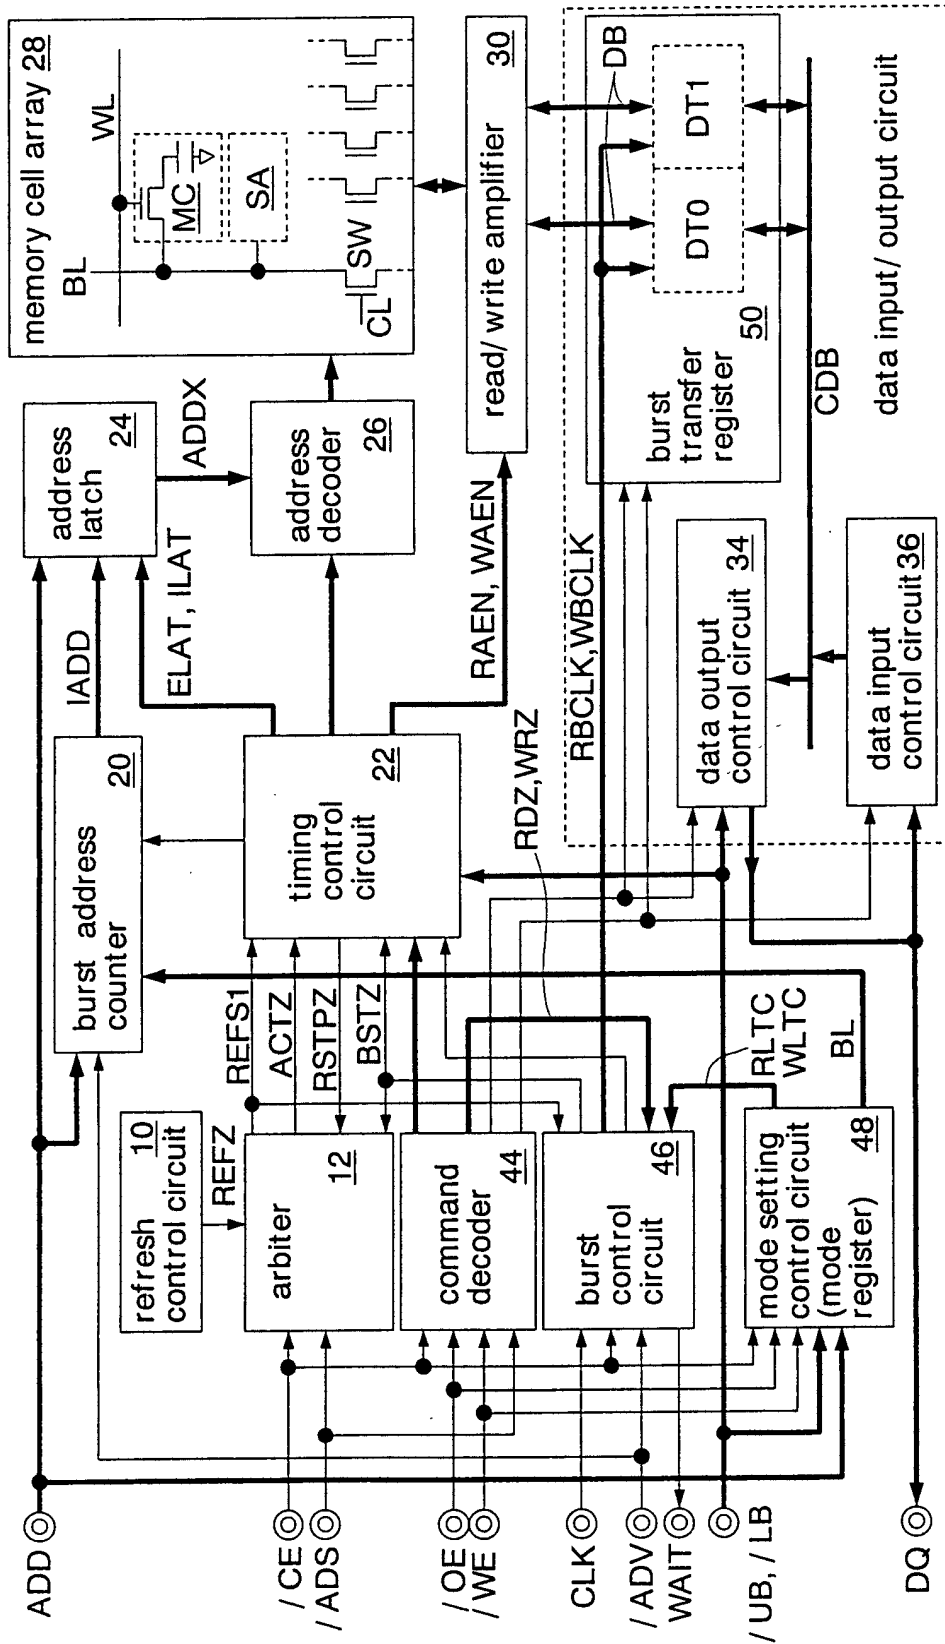 ADD
/ CE
/ ADS
/ OE
/ WE
CLK
/ ADV
WAIT
/ UB, / LB
DQ
refresh
control circuit
10
REFZ
arbiter
12
command
decoder
44
burst
control
circuit
46
mode setting
control circuit
(mode
register)
48
REFS1
ACTZ
RSTPZ
BSTZ
RDZ,WRZ
RLTC
WLTC
BL
burst address
counter
20
timing
control
circuit
22
IADD
ELAT, ILAT
RAEN, WAEN
RBCLK,WBCLK
address
latch
24
ADDX
address
decoder
26
memory cell array 28
BL
WL
MC
SA
SW
CL
read/ write amplifier
30
DB
DT0
DT1
burst
transfer
register
50
CDB
data output
control circuit
34
data input
control circuit
36
data input/ output circuit